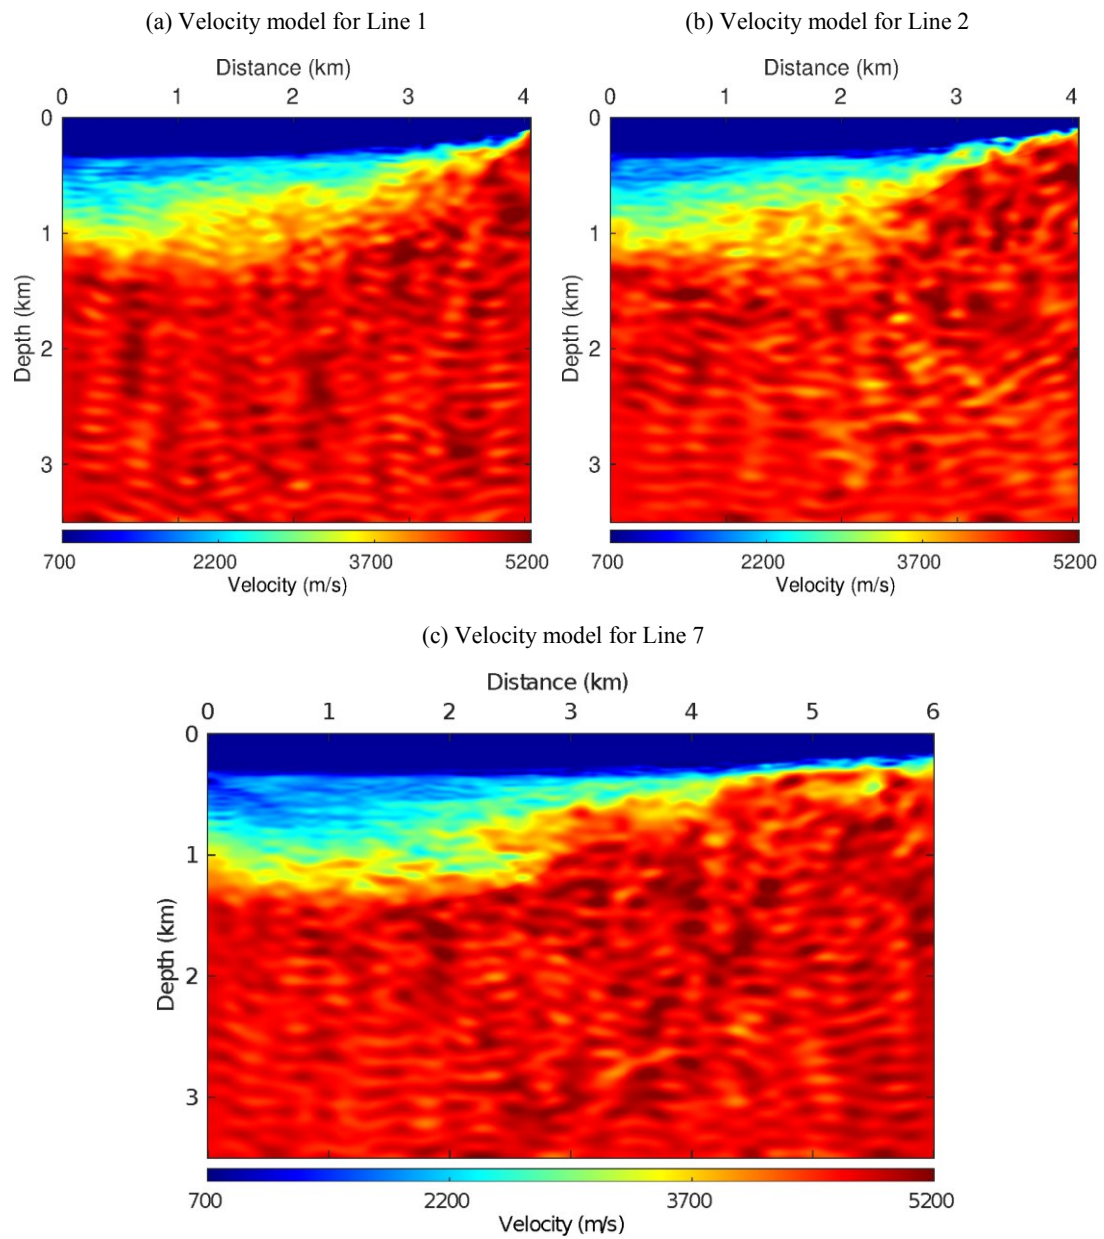 (a) Velocity model for Line 1
(b) Velocity model for Line 2
Distance (km)
Distance (km)
0 1 2 3 4
0 1 2 3 4
0
1
2
3
Depth (km)
0
1
2
3
Depth (km)
700 2200 3700 5200
Velocity (m/s)
700 2200 3700 5200
Velocity (m/s)
(c) Velocity model for Line 7
Distance (km)
0 1 2 3 4 5 6
0
1
2
3
Depth (km)
700 2200 3700 5200
Velocity (m/s)